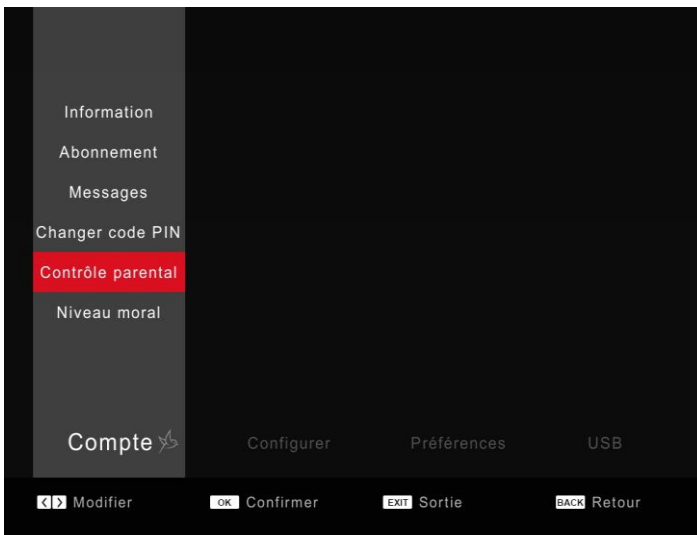 Information
Abonnement
Messages
Changer code PIN
Contrôle parental
Niveau moral
Compte Configurer Préférences USB
Modifier OK Confirmer EXIT Sortie BACK Retour